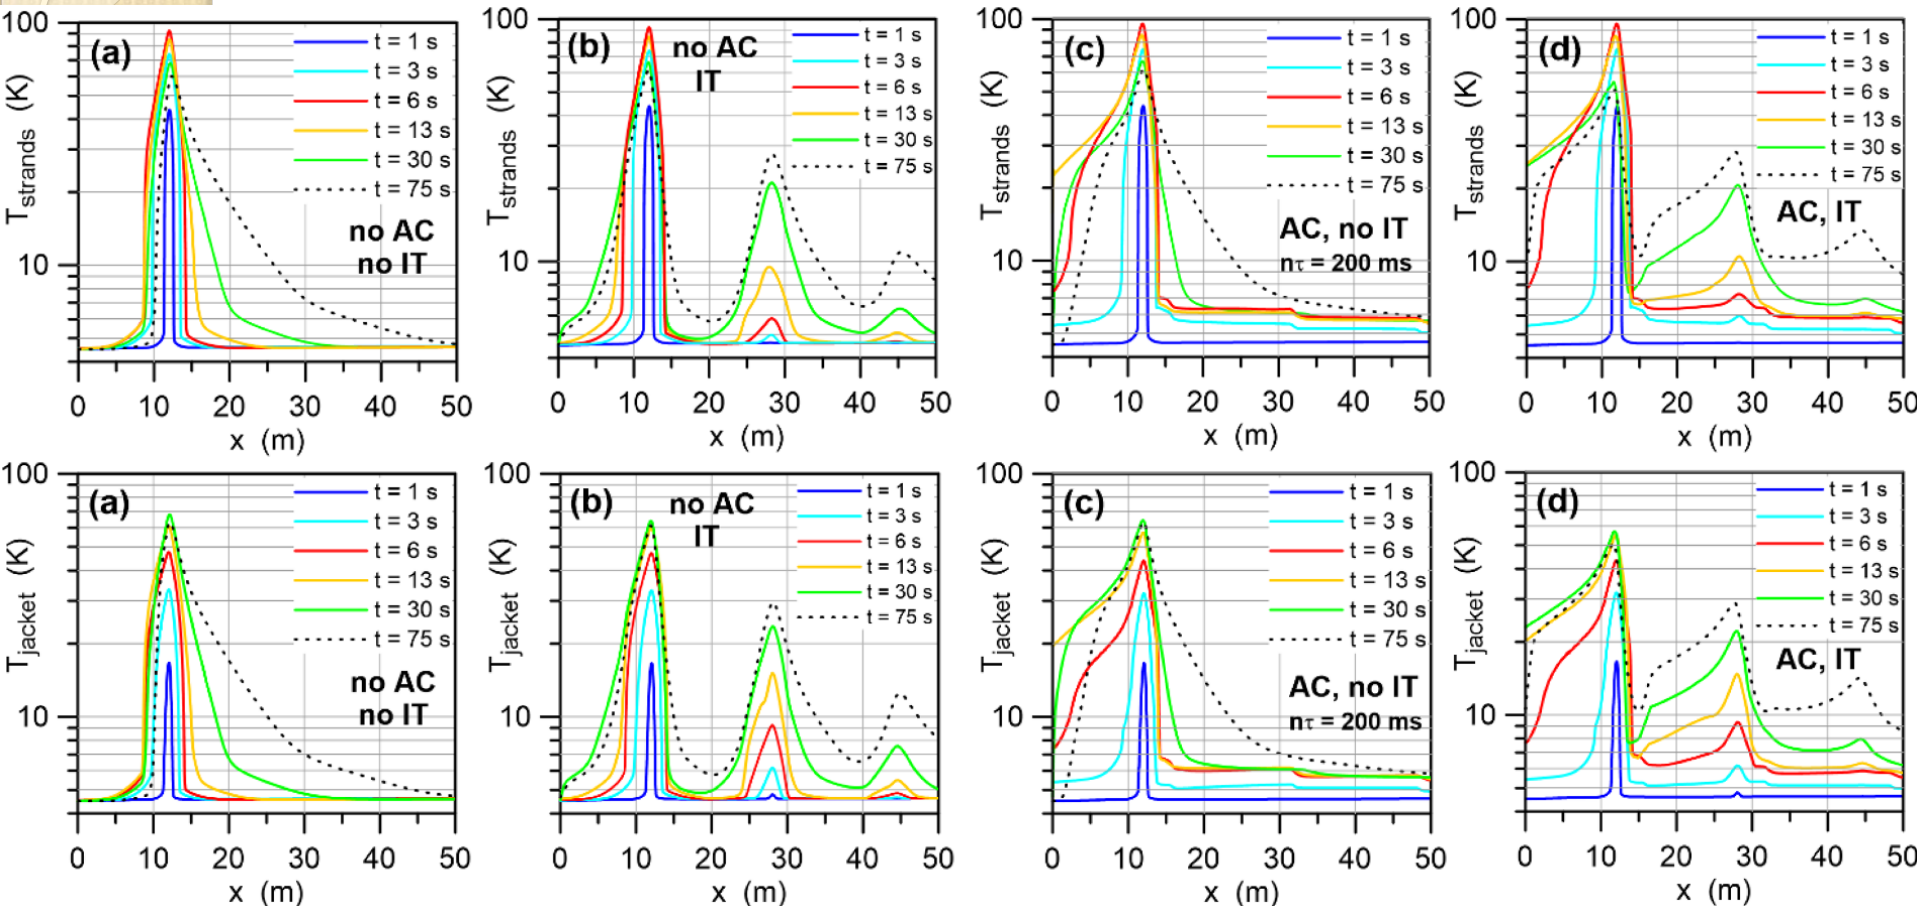 (a)
100
10
T_strands (K)
t = 1 s
t = 3 s
t = 6 s
t = 13 s
t = 30 s
t = 75 s
no AC
no IT
0 10 20 30 40 50
x (m)
(b)
no AC
IT
100
10
T_strands (K)
t = 1 s
t = 3 s
t = 6 s
t = 13 s
t = 30 s
t = 75 s
0 10 20 30 40 50
x (m)
(c)
100
10
T_strands (K)
t = 1 s
t = 3 s
t = 6 s
t = 13 s
t = 30 s
t = 75 s
AC, no IT
nτ = 200 ms
0 10 20 30 40 50
x (m)
(d)
100
10
T_strands (K)
t = 1 s
t = 3 s
t = 6 s
t = 13 s
t = 30 s
t = 75 s
AC, IT
0 10 20 30 40 50
x (m)
(a)
100
10
T_jacket (K)
t = 1 s
t = 3 s
t = 6 s
t = 13 s
t = 30 s
t = 75 s
no AC
no IT
0 10 20 30 40 50
x (m)
(b)
no AC
IT
100
10
T_jacket (K)
t = 1 s
t = 3 s
t = 6 s
t = 13 s
t = 30 s
t = 75 s
0 10 20 30 40 50
x (m)
(c)
100
10
T_jacket (K)
t = 1 s
t = 3 s
t = 6 s
t = 13 s
t = 30 s
t = 75 s
AC, no IT
nτ = 200 ms
0 10 20 30 40 50
x (m)
(d)
100
10
T_jacket (K)
t = 1 s
t = 3 s
t = 6 s
t = 13 s
t = 30 s
t = 75 s
AC, IT
0 10 20 30 40 50
x (m)